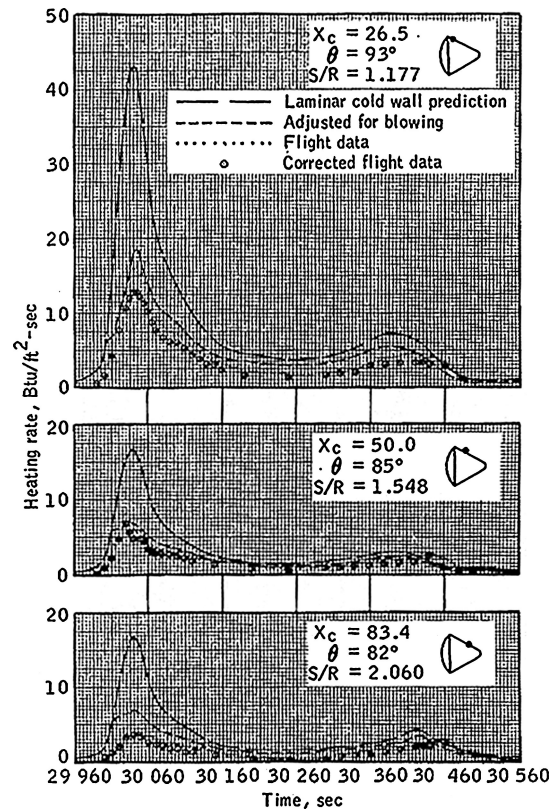 50
40
30
20
10
0
X_C = 26.5
θ = 93°
S/R = 1.177
Laminar cold wall prediction
Adjusted for blowing
Flight data
Corrected flight data
Heating rate, Btu/ft²-sec
20
10
0
X_C = 50.0
θ = 85°
S/R = 1.548
20
10
0
X_C = 83.4
θ = 82°
S/R = 2.060
29 960 30 060 30 160 30 260 30 360 30 460 30 560
Time, sec